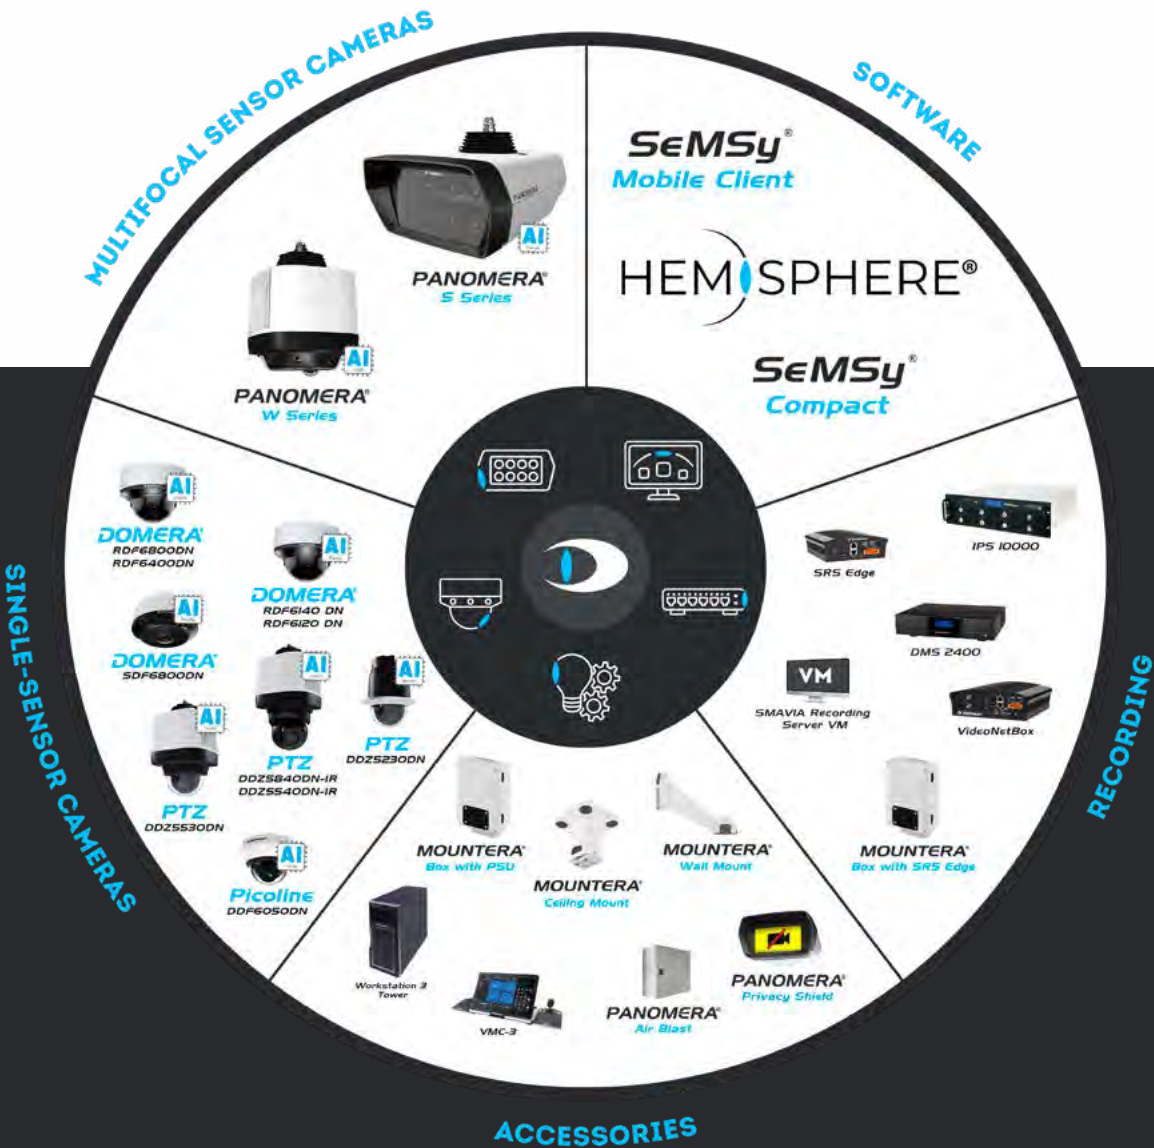 MULTIFOCAL SENSOR CAMERAS
PANOMERA®
S Series
AI
PANOMERA®
W Series
AI
SOFTWARE
SeMSy®
Mobile Client
HEMISPHERE®
SeMSy®
Compact
SINGLE-SENSOR CAMERAS
AI
DOMERA®
RDF6800DN
RDF6400DN
AI
DOMERA®
RDF6140 DN
RDF6120 DN
AI
DOMERA®
SDF6800DN
AI
PTZ
DDZ5840DN-IR
DDZ5540DN-IR
AI
PTZ
DDZ5230DN
AI
PTZ
DDZ5530DN
AI
Picoline
DDF6050DN
RECORDING
IPS 10000
SRS Edge
DMS 2400
VM
SMAVIA Recording
Server VM
VideoNetBox
MOUNTERA®
Box with SRS Edge
ACCESSORIES
MOUNTERA®
Box with PSU
MOUNTERA®
Ceiling Mount
MOUNTERA®
Wall Mount
Workstation 3
Tower
VMC-3
PANOMERA®
Air Blast
PANOMERA®
Privacy Shield